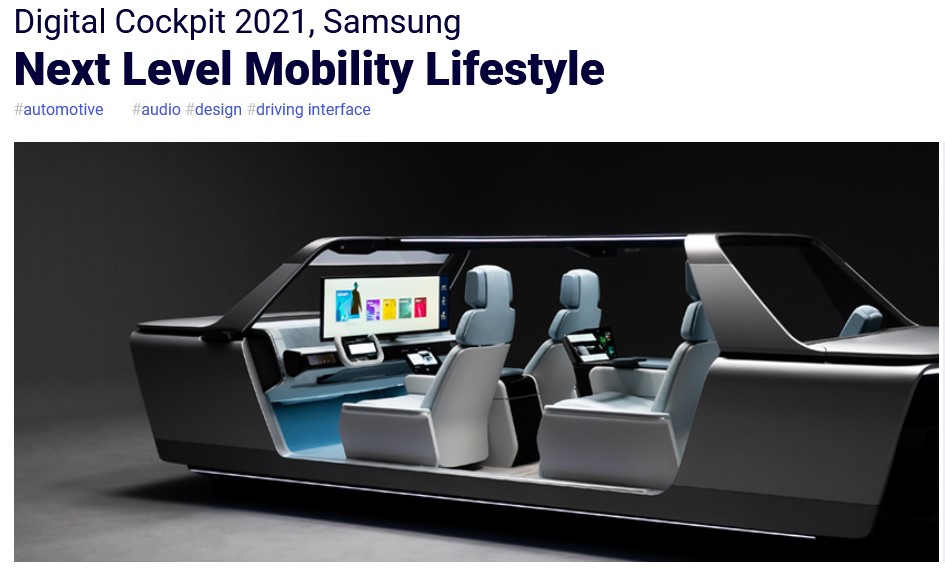 Digital Cockpit 2021, Samsung
Next Level Mobility Lifestyle
#automotive #audio #design #driving interface